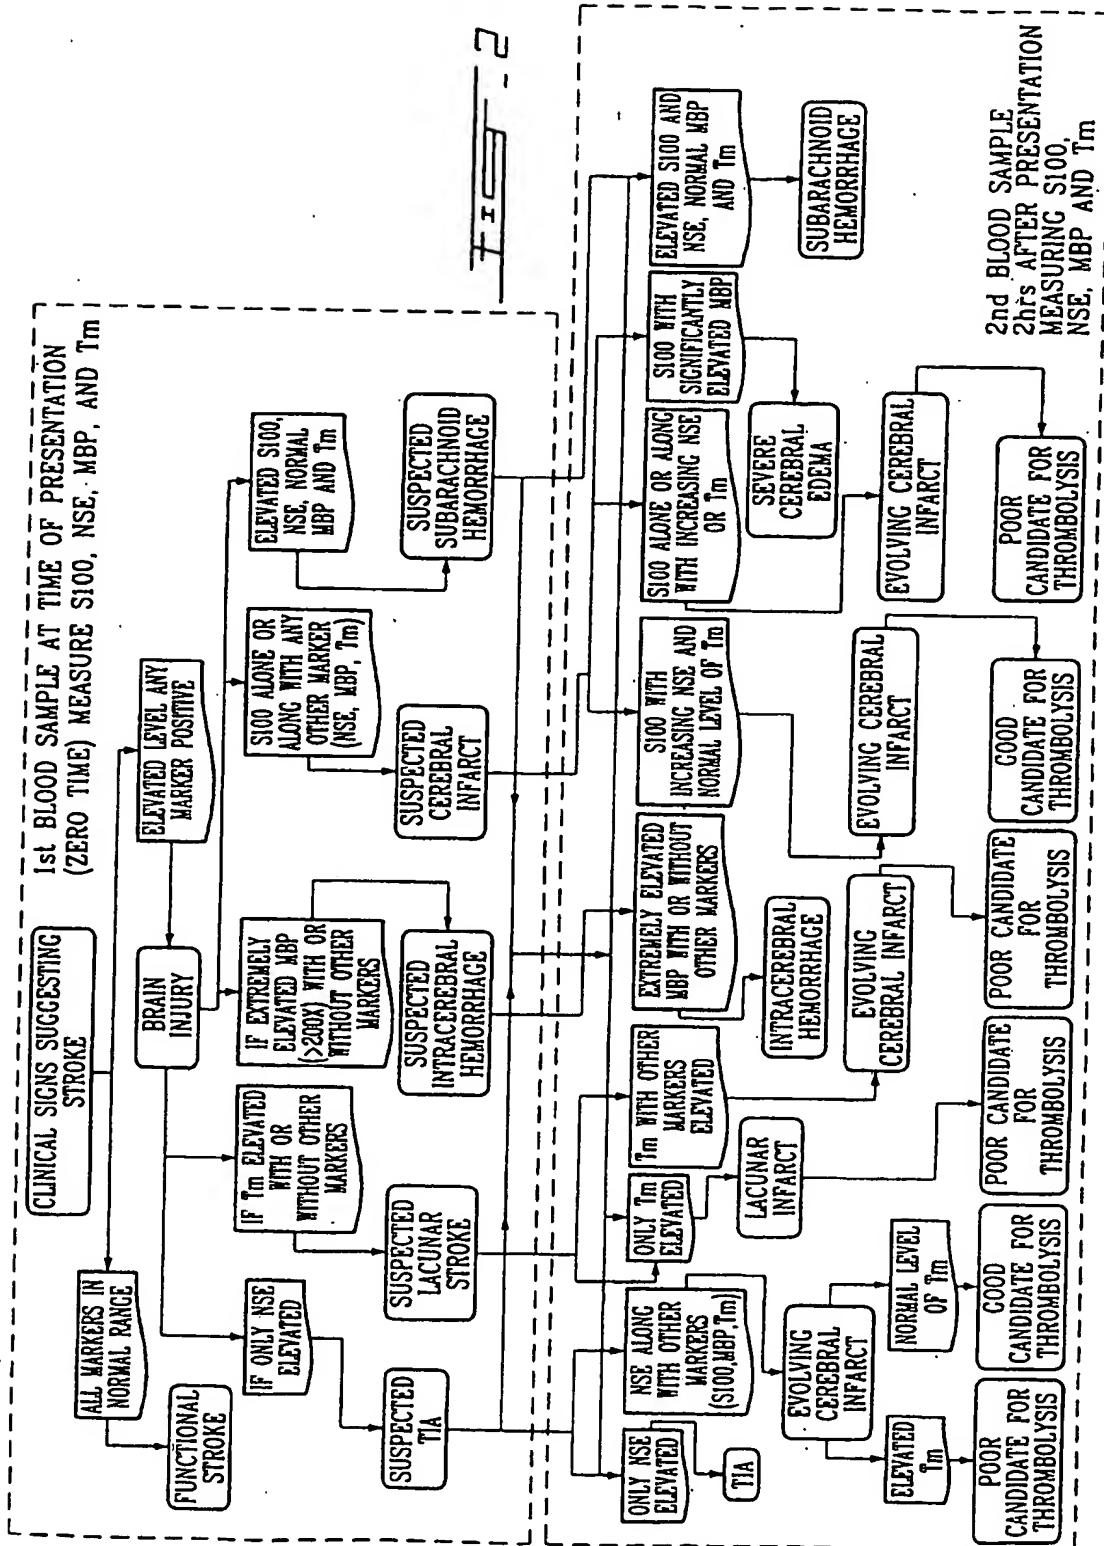 CLINICAL SIGNS SUGGESTING
STROKE
1st BLOOD SAMPLE AT TIME OF PRESENTATION
(ZERO TIME) MEASURE S100, NSE, MBP, AND Tm
ALL MARKERS IN
NORMAL RANGE
ELEVATED LEVEL ANY
MARKER POSITIVE
FUNCTIONAL
STROKE
BRAIN
INJURY
IF ONLY NSE
ELEVATED
IF Tm ELEVATED
WITH OR
WITHOUT OTHER
MARKERS
IF EXTREMELY
ELEVATED MBP
(>200X) WITH OR
WITHOUT OTHER
MARKERS
S100 ALONE OR
ALONG WITH ANY
OTHER MARKER
(NSE, MBP, Tm)
ELEVATED S100,
NSE, NORMAL
MBP AND Tm
SUSPECTED
TIA
SUSPECTED
LACUNAR
STROKE
SUSPECTED
INTRACEREBRAL
HEMORRHAGE
SUSPECTED
CEREBRAL
INFARCT
SUSPECTED
SUBARACHNOID
HEMORRHAGE
FIG - 2
ONLY NSE
ELEVATED
NSE ALONG
WITH OTHER
MARKERS
(S100,MBP,Tm)
ONLY Tm
ELEVATED
Tm WITH OTHER
MARKERS
ELEVATED
EXTREMELY ELEVATED
MBP WITH OR WITHOUT
OTHER MARKERS
S100 WITH
INCREASING NSE AND
NORMAL LEVEL OF Tm
S100 ALONE OR ALONG
WITH INCREASING NSE
OR Tm
S100 WITH
SIGNIFICANTLY
ELEVATED MBP
ELEVATED S100 AND
NSE, NORMAL MBP
AND Tm
TIA
EVOLVING
CEREBRAL
INFARCT
LACUNAR
INFARCT
INTRACEREBRAL
HEMORRHAGE
SEVERE
CEREBRAL
EDEMA
SUBARACHNOID
HEMORRHAGE
ELEVATED
Tm
NORMAL LEVEL
OF Tm
EVOLVING
CEREBRAL INFARCT
EVOLVING CEREBRAL
INFARCT
EVOLVING CEREBRAL
INFARCT
POOR
CANDIDATE FOR
THROMBOLYSIS
GOOD
CANDIDATE FOR
THROMBOLYSIS
POOR CANDIDATE
FOR
THROMBOLYSIS
POOR CANDIDATE
FOR
THROMBOLYSIS
GOOD
CANDIDATE FOR
THROMBOLYSIS
POOR
CANDIDATE FOR
THROMBOLYSIS
2nd BLOOD SAMPLE
2hrs AFTER PRESENTATION
MEASURING S100,
NSE, MBP AND Tm